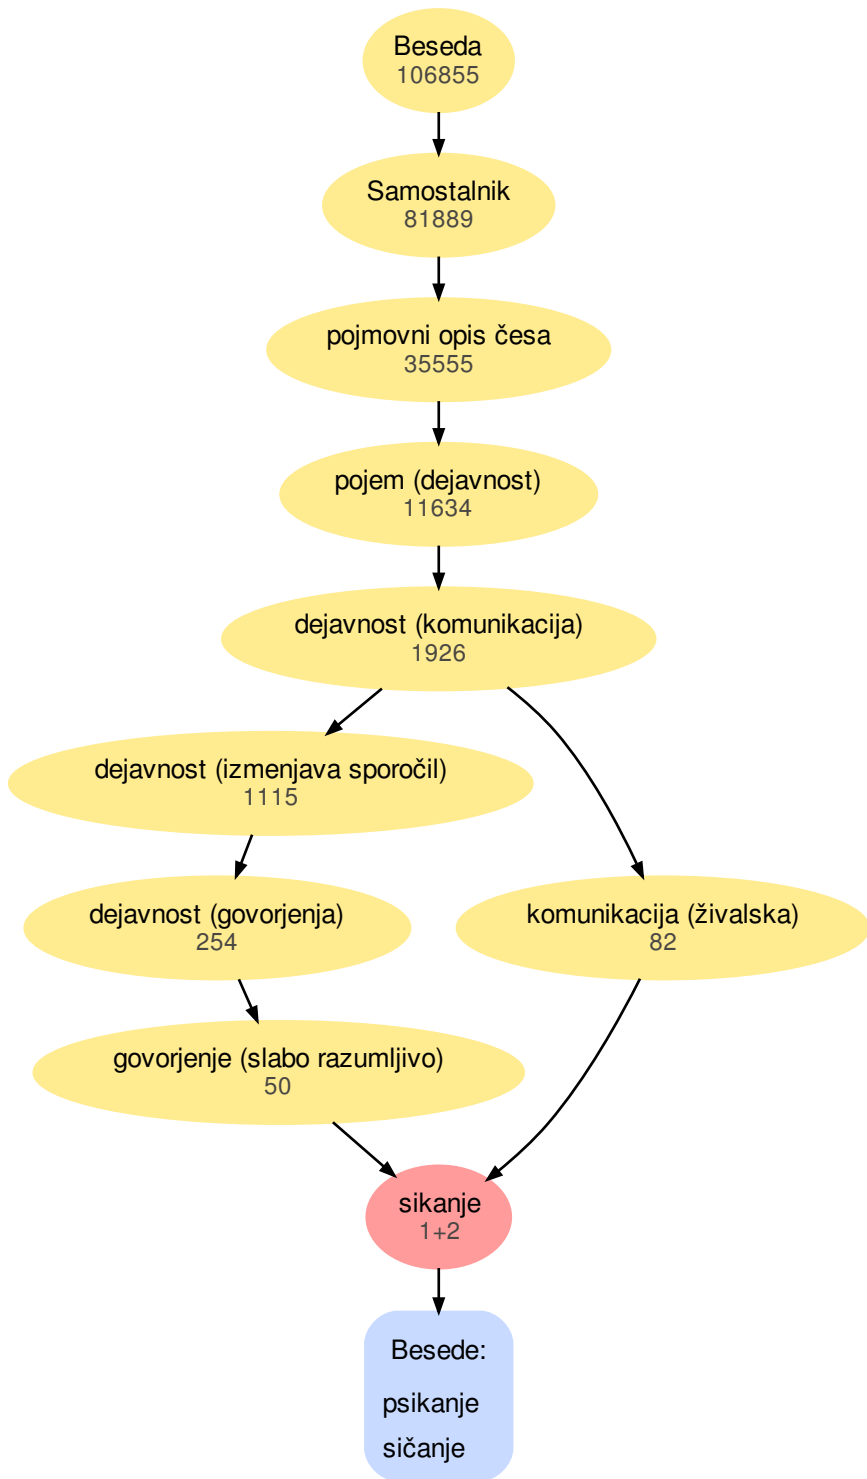 Beseda
106855
Samostalnik
81889
pojmovni opis česa
35555
pojem (dejavnost)
11634
dejavnost (komunikacija)
1926
dejavnost (izmenjava sporočil)
1115
dejavnost (govorjenja)
254
komunikacija (živalska)
82
govorjenje (slabo razumljivo)
50
sikanje
1+2
Besede:
psikanje
sičanje